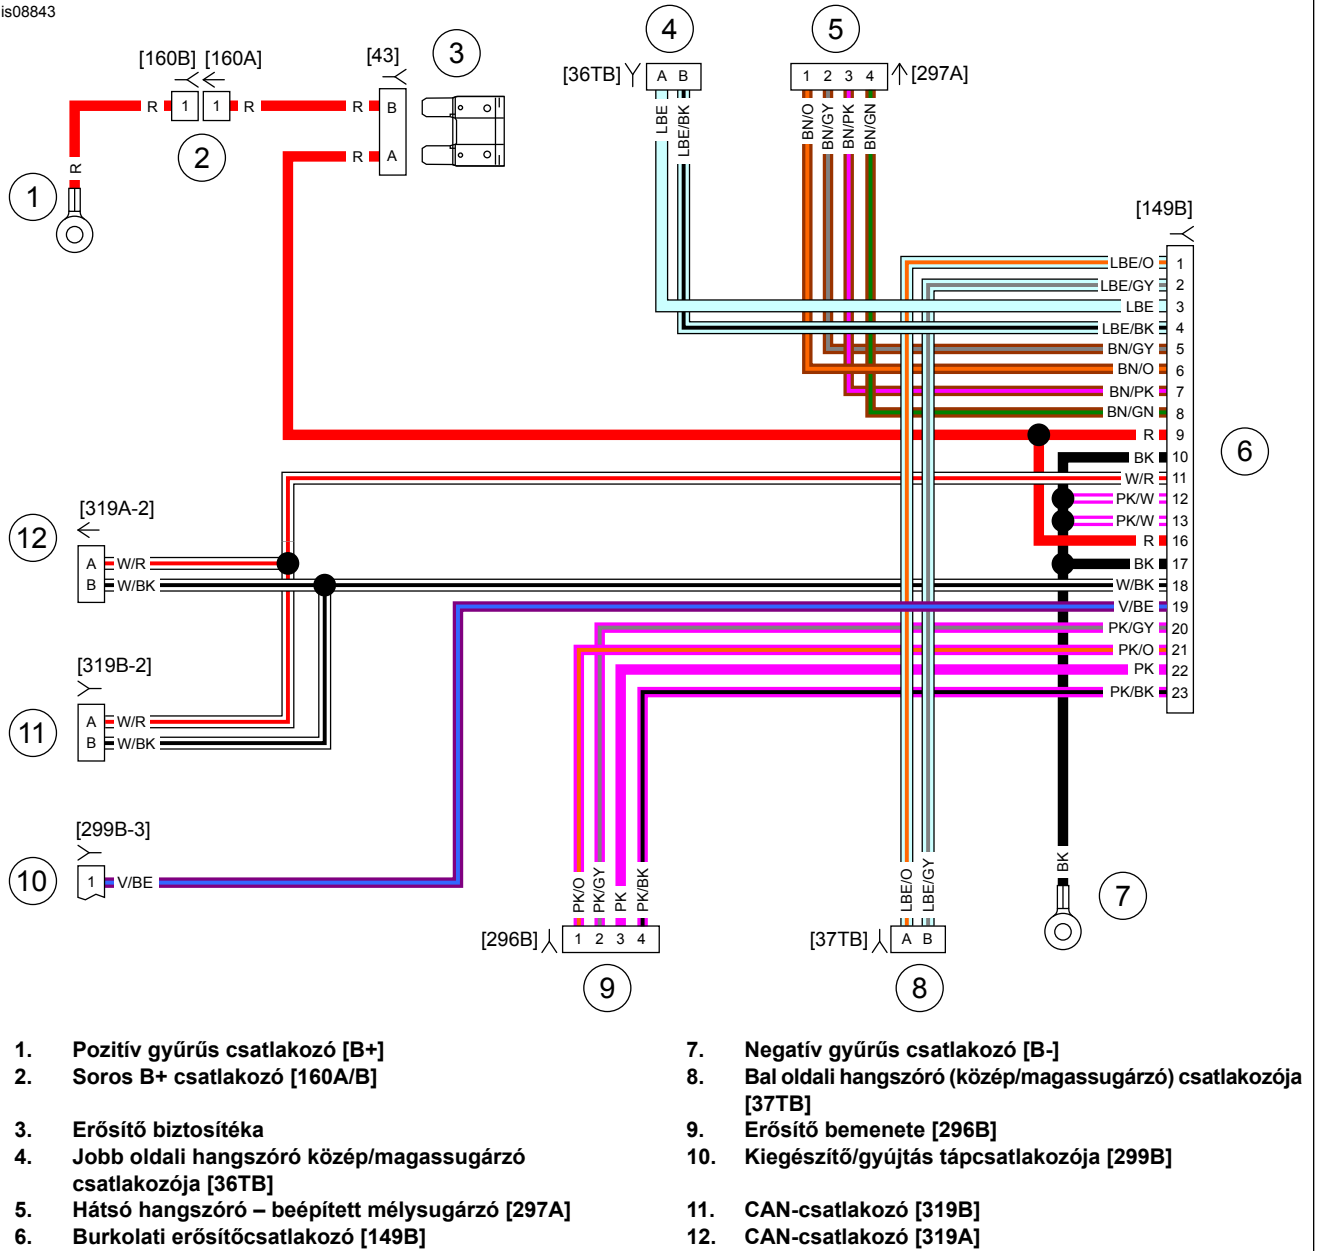 is08843
[160B] [160A]
[43]
3
4
5
[36TB]
A B
1 2 3 4
[297A]
R R R B
1 1
R A
2
1
R
LBE
LBE/BK
BN/O
BN/GY
BN/PK
BN/GN
[149B]
LBE/O 1
LBE/GY 2
LBE 3
LBE/BK 4
BN/GY 5
BN/O 6
BN/PK 7
BN/GN 8
R 9
BK 10
W/R 11
PK/W 12
PK/W 13
R 16
BK 17
W/BK 18
V/BE 19
PK/GY 20
PK/O 21
PK 22
PK/BK 23
6
[319A-2]
12
A W/R
B W/BK
[319B-2]
11
A W/R
B W/BK
[299B-3]
10
1 V/BE
PK/O
PK/GY
PK
PK/BK
LBE/O
LBE/GY
BK
7
[296B] 1 2 3 4
[37TB] A B
9
8
1. Pozitív gyűrűs csatlakozó [B+]
2. Soros B+ csatlakozó [160A/B]
3. Erősítő biztosítéka
4. Jobb oldali hangszóró közép/magassugárzó
csatlakozója [36TB]
5. Hátsó hangszóró – beépített mélysugárzó [297A]
6. Burkolati erősítőcsatlakozó [149B]
7. Negatív gyűrűs csatlakozó [B-]
8. Bal oldali hangszóró (közép/magassugárzó) csatlakozója
[37TB]
9. Erősítő bemenete [296B]
10. Kiegészítő/gyújtás tápcsatlakozója [299B]
11. CAN-csatlakozó [319B]
12. CAN-csatlakozó [319A]